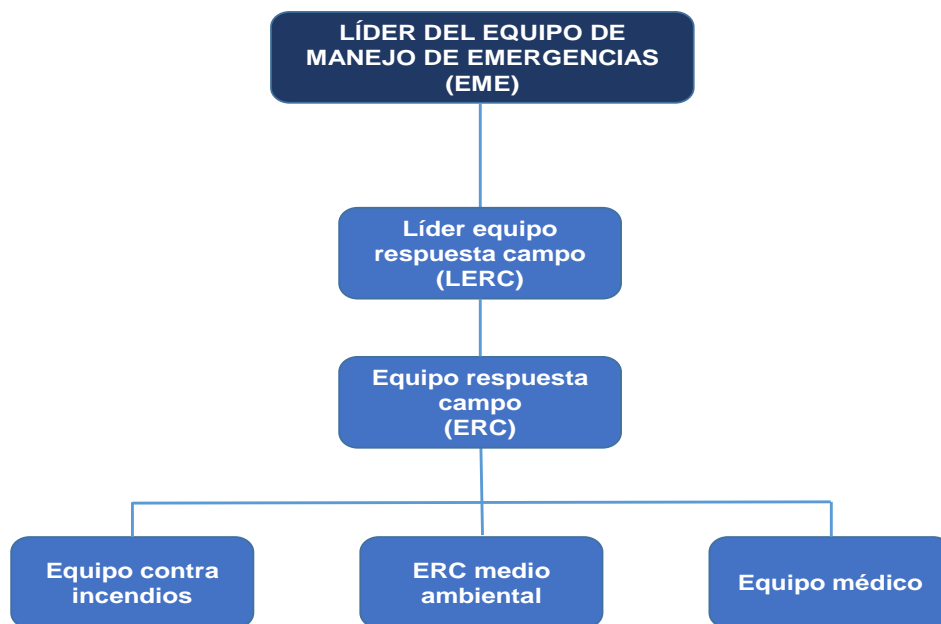 LÍDER DEL EQUIPO DE
MANEJO DE EMERGENCIAS
(EME)
Líder equipo
respuesta campo
(LERC)
Equipo respuesta
campo
(ERC)
Equipo contra
incendios
ERC medio
ambiental
Equipo médico